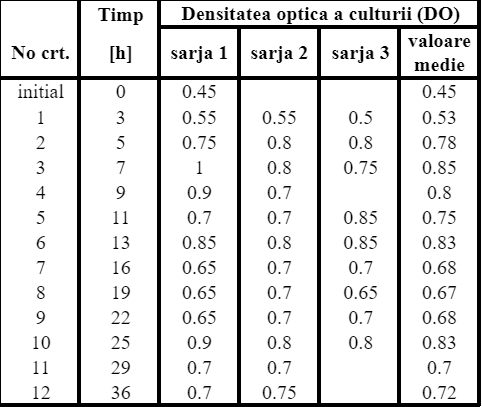 Timp Densitatea optica a culturii (DO)
No crt. [h] sarja 1 sarja 2 sarja 3 valoare medie
initial 0 0.45 0.45
1 3 0.55 0.55 0.5 0.53
2 5 0.75 0.8 0.8 0.78
3 7 1 0.8 0.75 0.85
4 9 0.9 0.7 0.8
5 11 0.7 0.7 0.85 0.75
6 13 0.85 0.8 0.85 0.83
7 16 0.65 0.7 0.7 0.68
8 19 0.65 0.7 0.65 0.67
9 22 0.65 0.7 0.7 0.68
10 25 0.9 0.8 0.8 0.83
11 29 0.7 0.7 0.7
12 36 0.7 0.75 0.72